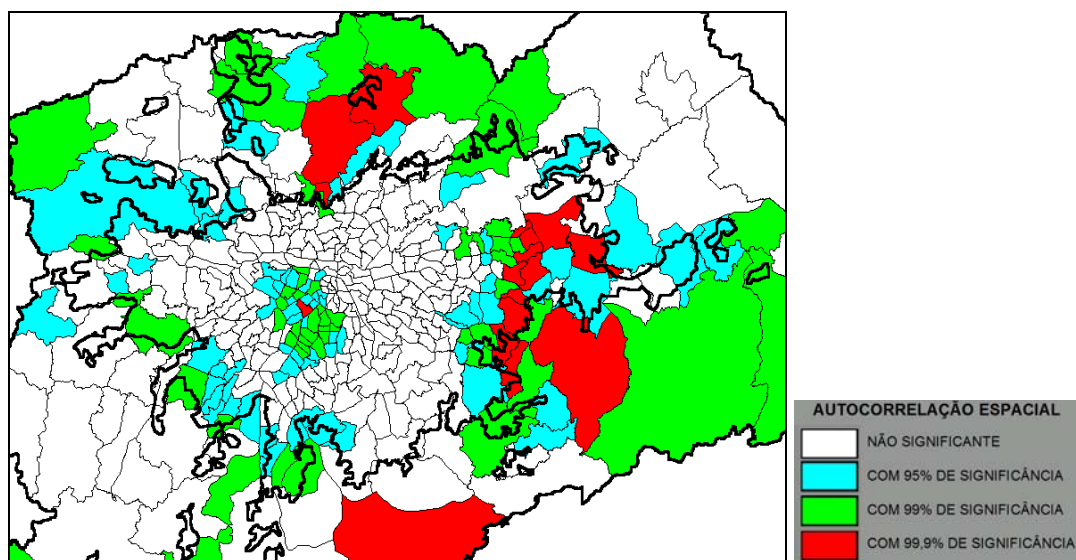 AUTOCORRELAÇÃO ESPACIAL
NÃO SIGNIFICANTE
COM 95% DE SIGNIFICÂNCIA
COM 99% DE SIGNIFICÂNCIA
COM 99,9% DE SIGNIFICÂNCIA